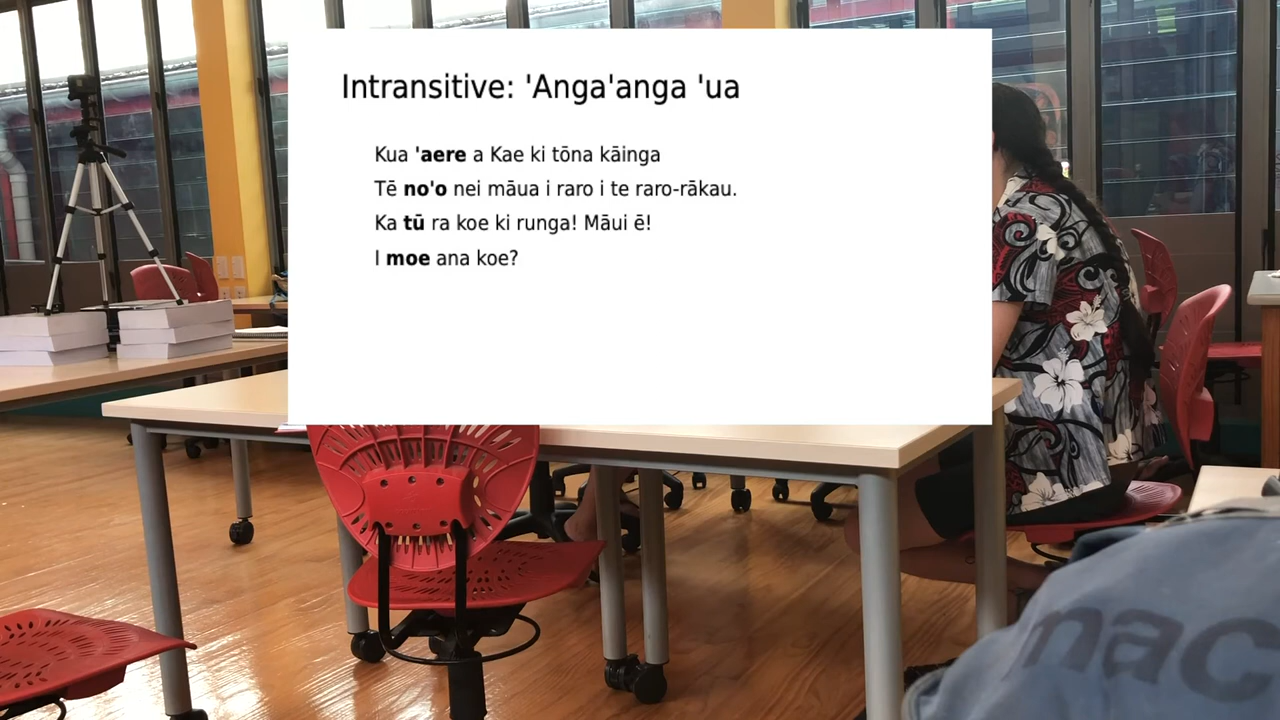 Intransitive: 'Anga'anga 'ua
Kua 'aere a Kae ki tōna kāinga
Tē no'o nei māua i raro i te raro-rākau.
Ka tū ra koe ki runga! Māui ē!
I moe ana koe?
mac